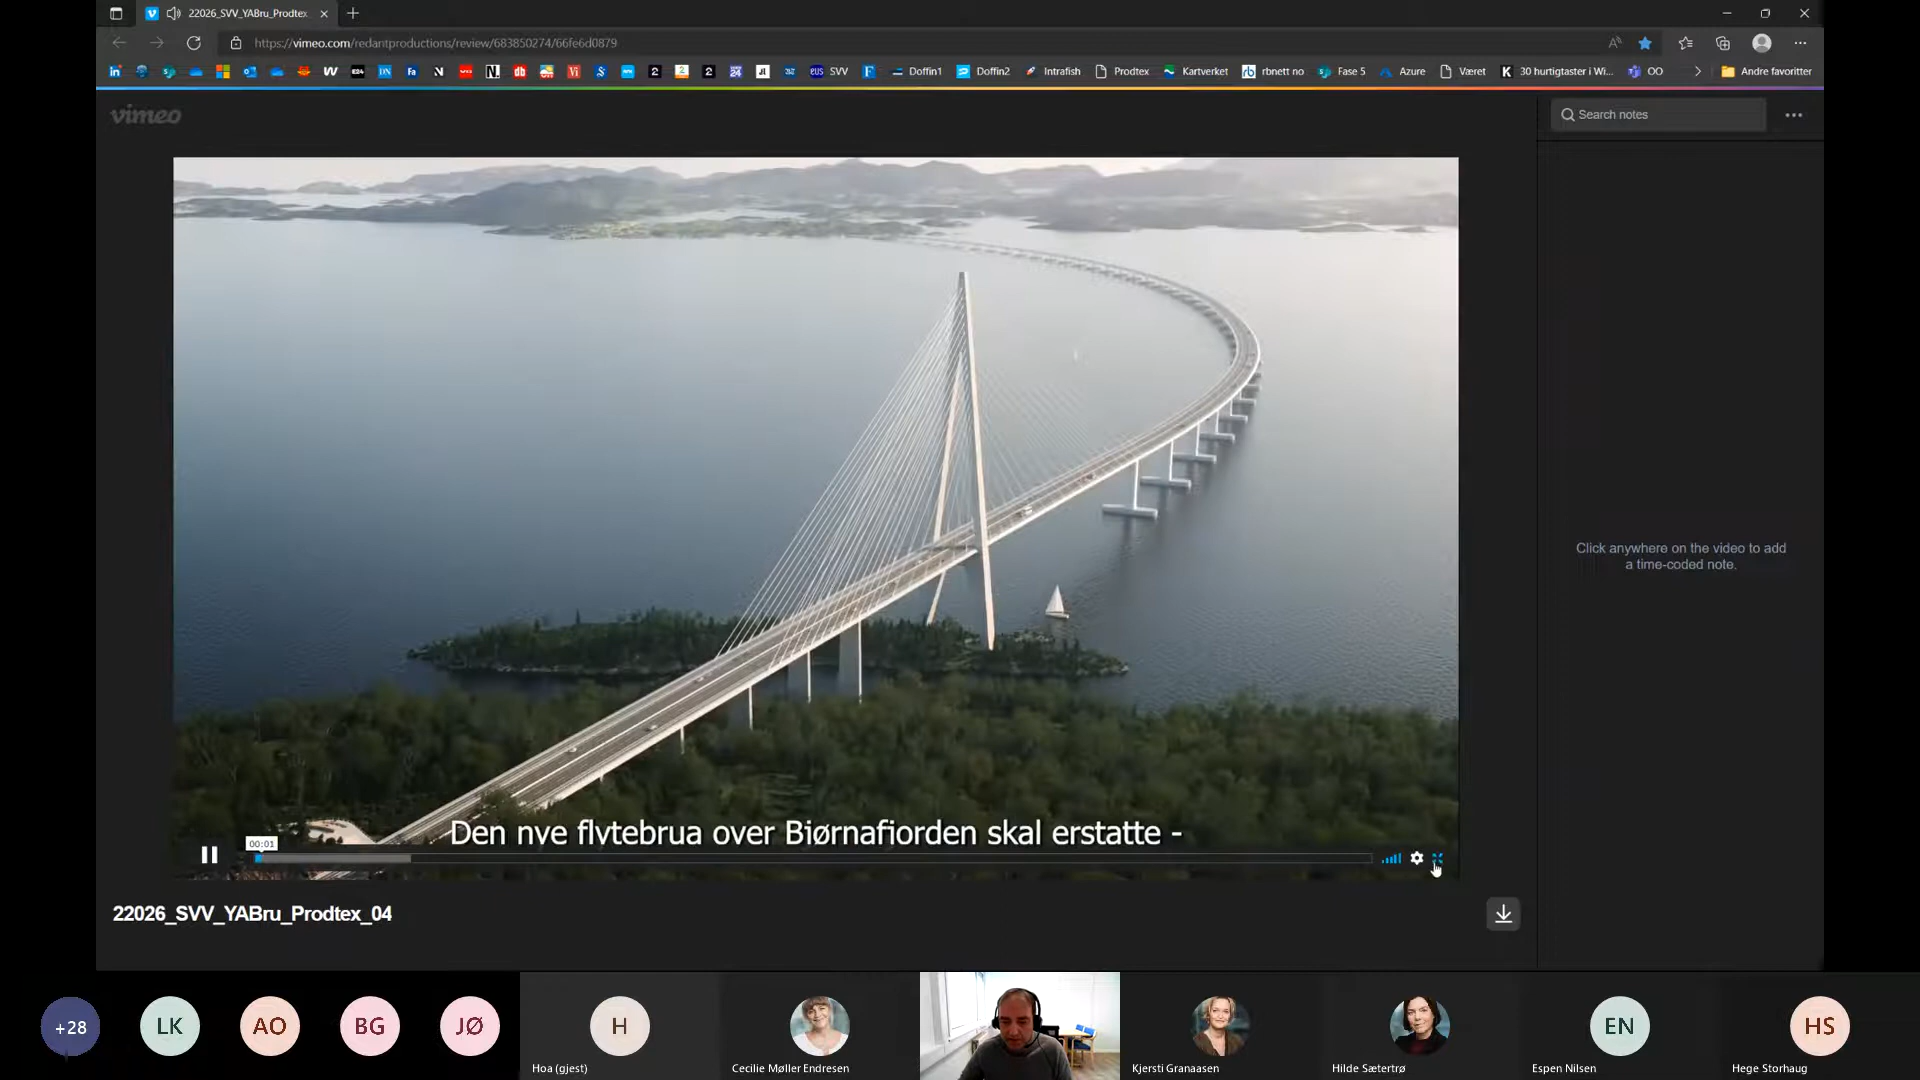 22026_SVV_YABru_Prodtex
https://vimeo.com/redantproductions/review/683850274/66fe6d0879
SVV
Doffin1
Doffin2
Intrafish
Prodtex
Kartverket
rbnett no
Fase 5
Azure
Været
30 hurtigtaster i Wi...
OO
Andre favoritter
vimeo
Search notes
Click anywhere on the video to add
a time-coded note.
Den nye flytebrua over Bjørnafjorden skal erstatte -
00:01
22026_SVV_YABru_Prodtex_04
+28
LK
AO
BG
JØ
H
EN
HS
Hoa (gjest)
Cecilie Møller Endresen
Kjersti Granaasen
Hilde Sætertrø
Espen Nilsen
Hege Storhaug